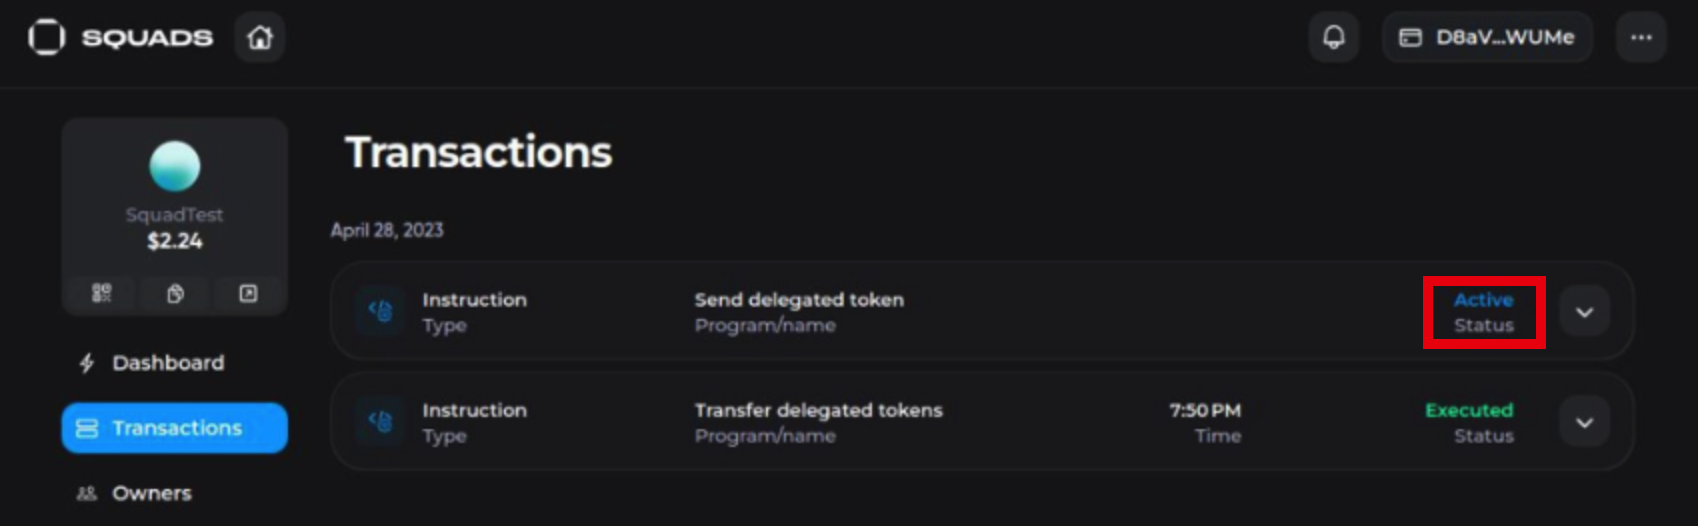 SQUADS
D8aV...WUMe
SquadTest
$2.24
Dashboard
Transactions
Owners
Transactions
April 28, 2023
Instruction
Type
Send delegated token
Program/name
Active
Status
Instruction
Type
Transfer delegated tokens
Program/name
7:50 PM
Time
Executed
Status